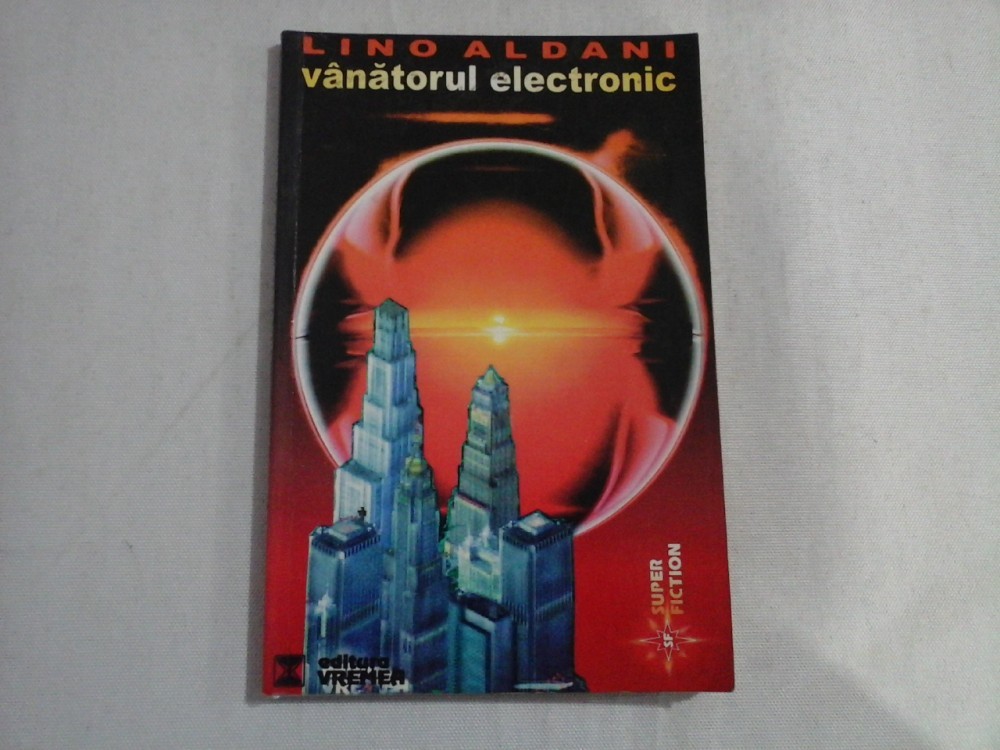 LINO ALDANI
vânătorul electronic
SUPER
FICTION
SF
editura
VREMEA